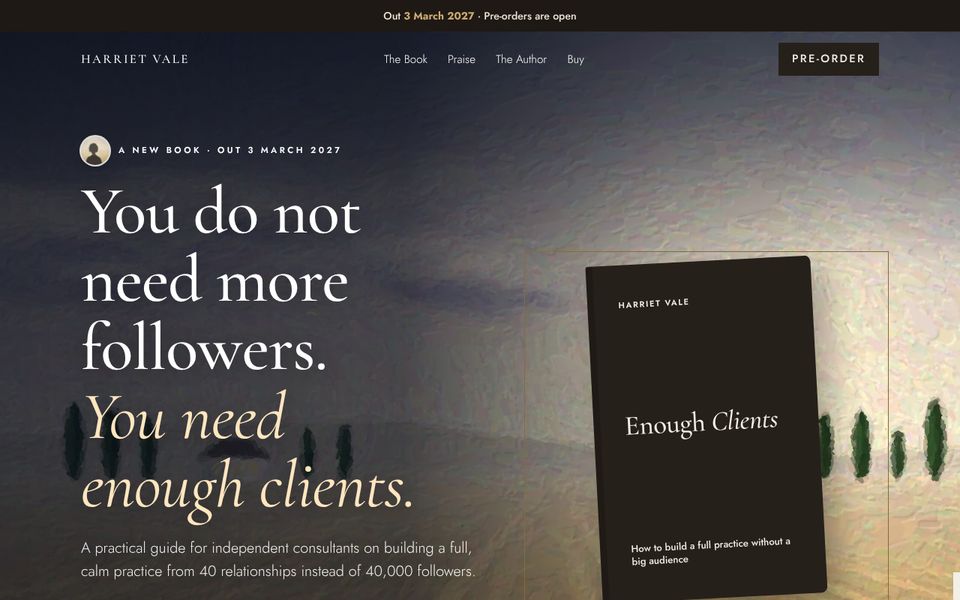 Out 3 March 2027 · Pre-orders are open
HARRIET VALE
The Book Praise The Author Buy
PRE-ORDER
A NEW BOOK · OUT 3 MARCH 2027
You do not
need more
followers.
You need
enough clients.
A practical guide for independent consultants on building a full,
calm practice from 40 relationships instead of 40,000 followers.
HARRIET VALE
Enough Clients
How to build a full practice without a
big audience